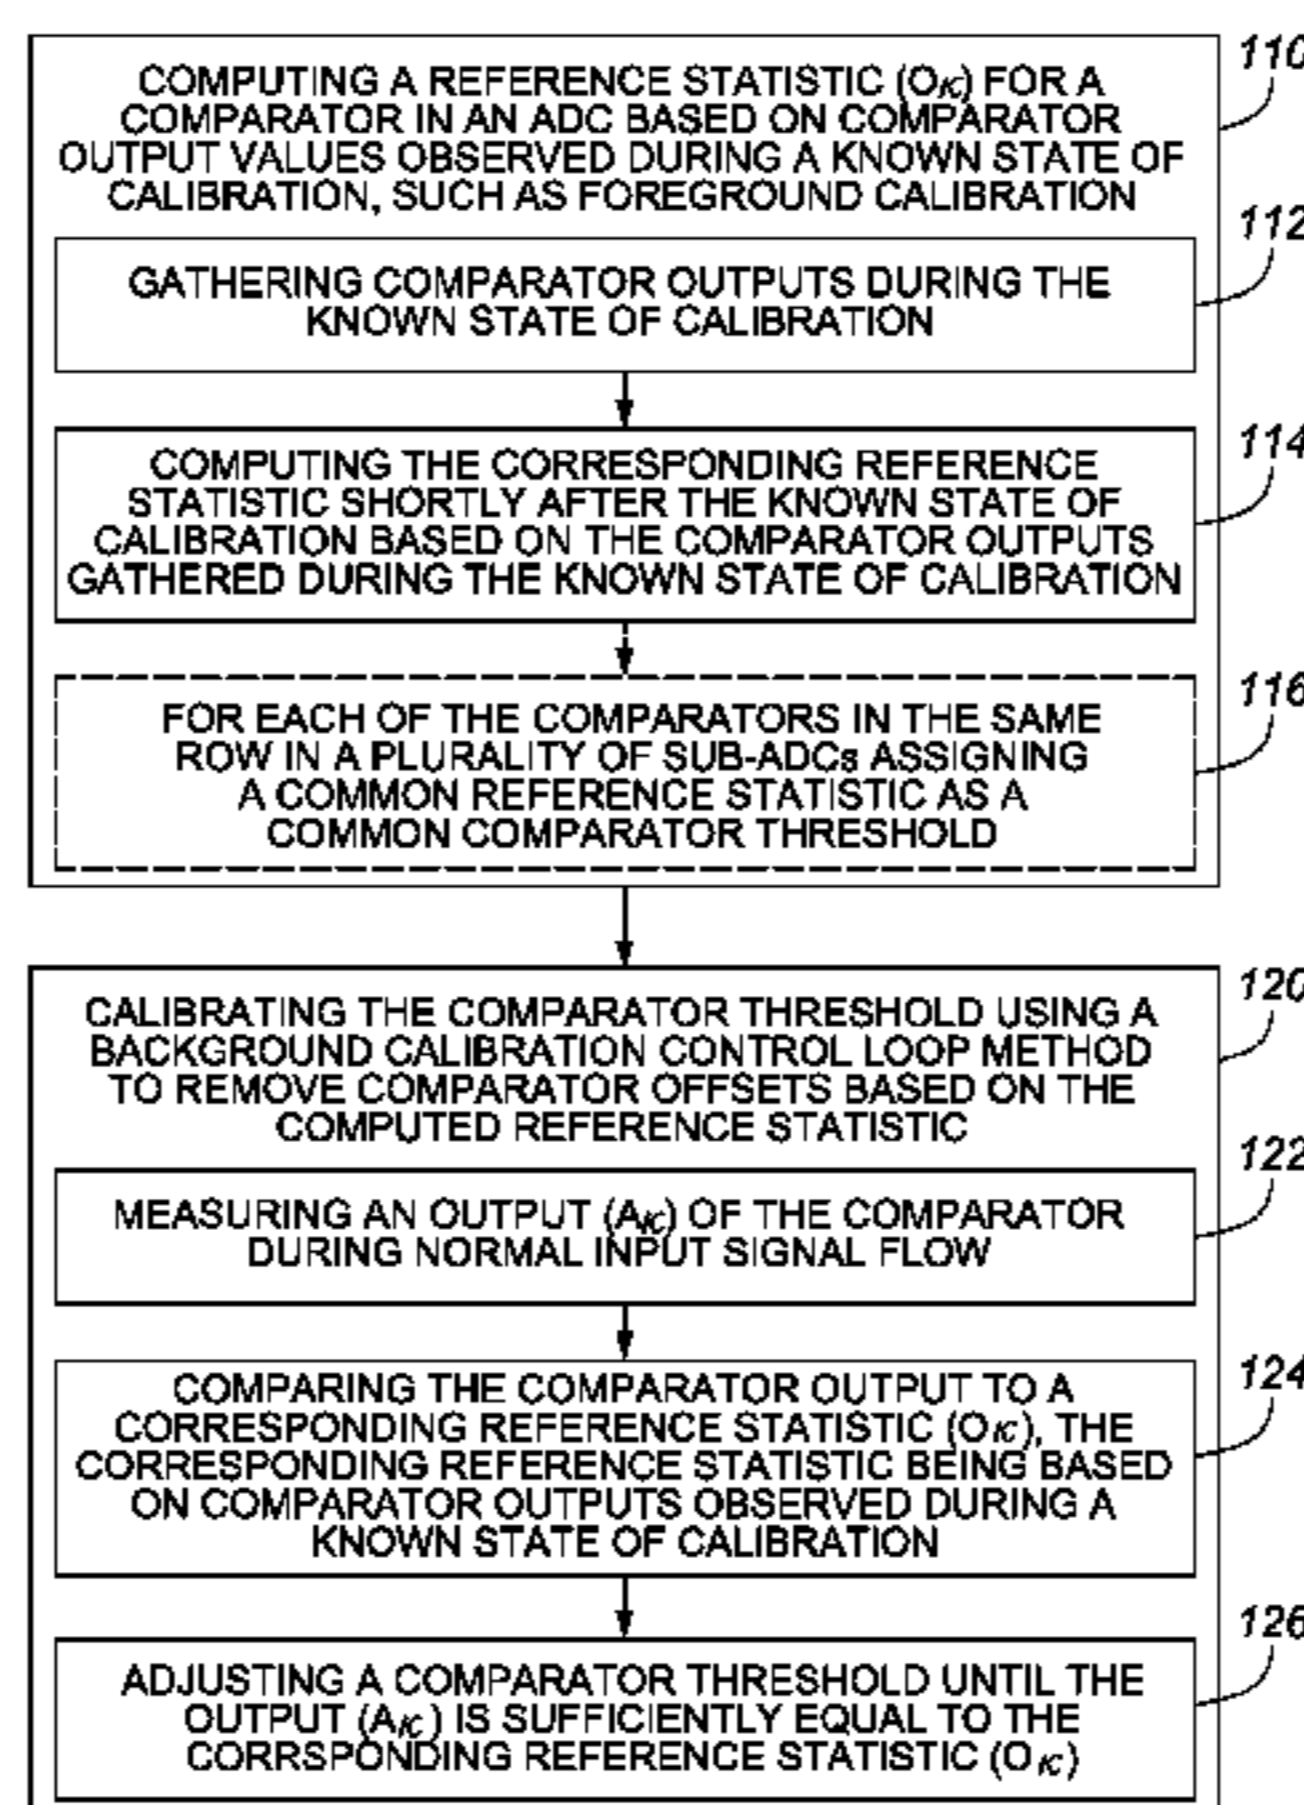 110
COMPUTING A REFERENCE STATISTIC (OIC) FOR A
COMPARATOR IN AN ADC BASED ON COMPARATOR
OUTPUT VALUES OBSERVED DURING A KNOWN STATE OF
CALIBRATION, SUCH AS FOREGROUND CALIBRATION
112
GATHERING COMPARATOR OUTPUTS DURING THE
KNOWN STATE OF CALIBRATION
114
COMPUTING THE CORRESPONDING REFERENCE
STATISTIC SHORTLY AFTER THE KNOWN STATE OF
CALIBRATION BASED ON THE COMPARATOR OUTPUTS
GATHERED DURING THE KNOWN STATE OF CALIBRATION
116
FOR EACH OF THE COMPARATORS IN THE SAME
ROW IN A PLURALITY OF SUB-ADCs ASSIGNING
A COMMON REFERENCE STATISTIC AS A
COMMON COMPARATOR THRESHOLD
120
CALIBRATING THE COMPARATOR THRESHOLD USING A
BACKGROUND CALIBRATION CONTROL LOOP METHOD
TO REMOVE COMPARATOR OFFSETS BASED ON THE
COMPUTED REFERENCE STATISTIC
122
MEASURING AN OUTPUT (AIC) OF THE COMPARATOR
DURING NORMAL INPUT SIGNAL FLOW
124
COMPARING THE COMPARATOR OUTPUT TO A
CORRESPONDING REFERENCE STATISTIC (OIC), THE
CORRESPONDING REFERENCE STATISTIC BEING BASED
ON COMPARATOR OUTPUTS OBSERVED DURING A
KNOWN STATE OF CALIBRATION
126
ADJUSTING A COMPARATOR THRESHOLD UNTIL THE
OUTPUT (AIC) IS SUFFICIENTLY EQUAL TO THE
CORRSPONDING REFERENCE STATISTIC (OIC)